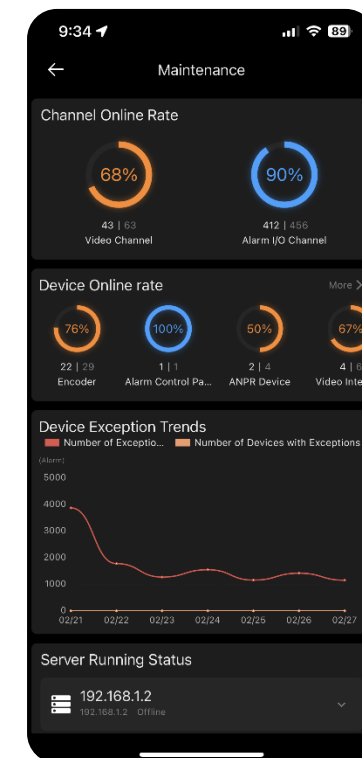 9:34 89
Maintenance
Channel Online Rate
68% 90%
43 | 63 412 | 456
Video Channel Alarm I/O Channel
Device Online rate More
76% 100% 50% 67%
22 | 29 1 | 1 2 | 4 4 | 6
Encoder Alarm Control Pa... ANPR Device Video Inte
Device Exception Trends
Number of Exceptio... Number of Devices with Exceptions
(Alarm)
5000
4000
3000
2000
1000
0
02/21 02/22 02/23 02/24 02/25 02/26 02/27
Server Running Status
192.168.1.2
192.168.1.2 Offline